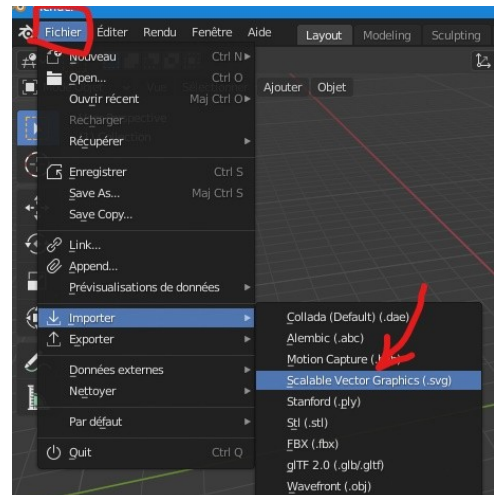 Fichier Éditer Rendu Fenêtre Aide Layout Modeling Sculpting
Nouveau Ctrl N
Open... Ctrl O
Ouvrir récent Maj Ctrl O
Ajouter Objet
Recharger
Récupérer
Enregistrer Ctrl S
Save As... Maj Ctrl S
Save Copy...
Link...
Append...
Prévisualisations de données
Importer
Exporter
Données externes
Nettoyer
Par défaut
Quit Ctrl Q
Collada (Default) (.dae)
Alembic (.abc)
Motion Capture
Scalable Vector Graphics (.svg)
Stanford (.ply)
Stl (.stl)
FBX (.fbx)
glTF 2.0 (.glb/.gltf)
Wavefront (.obj)